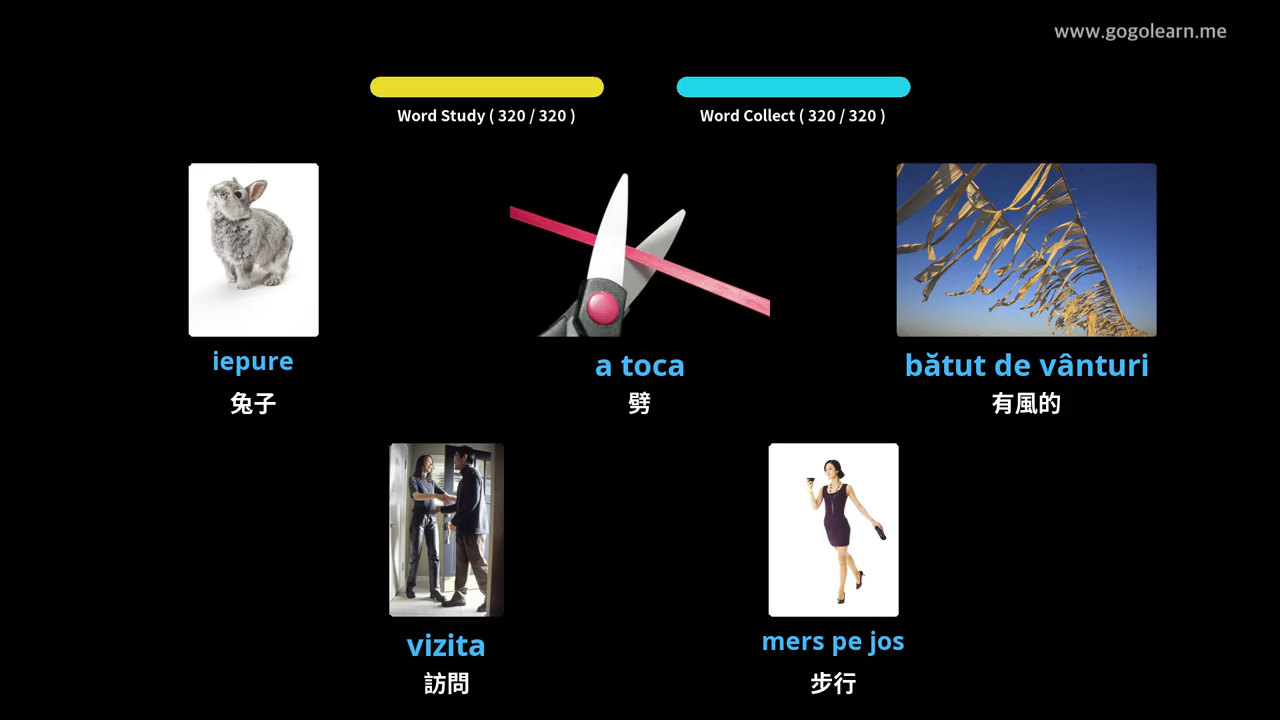 www.gogolearn.me
Word Study ( 320 / 320 )
Word Collect ( 320 / 320 )
iepure
兔子
a toca
劈
bătut de vânturi
有風的
vizita
訪問
mers pe jos
步行